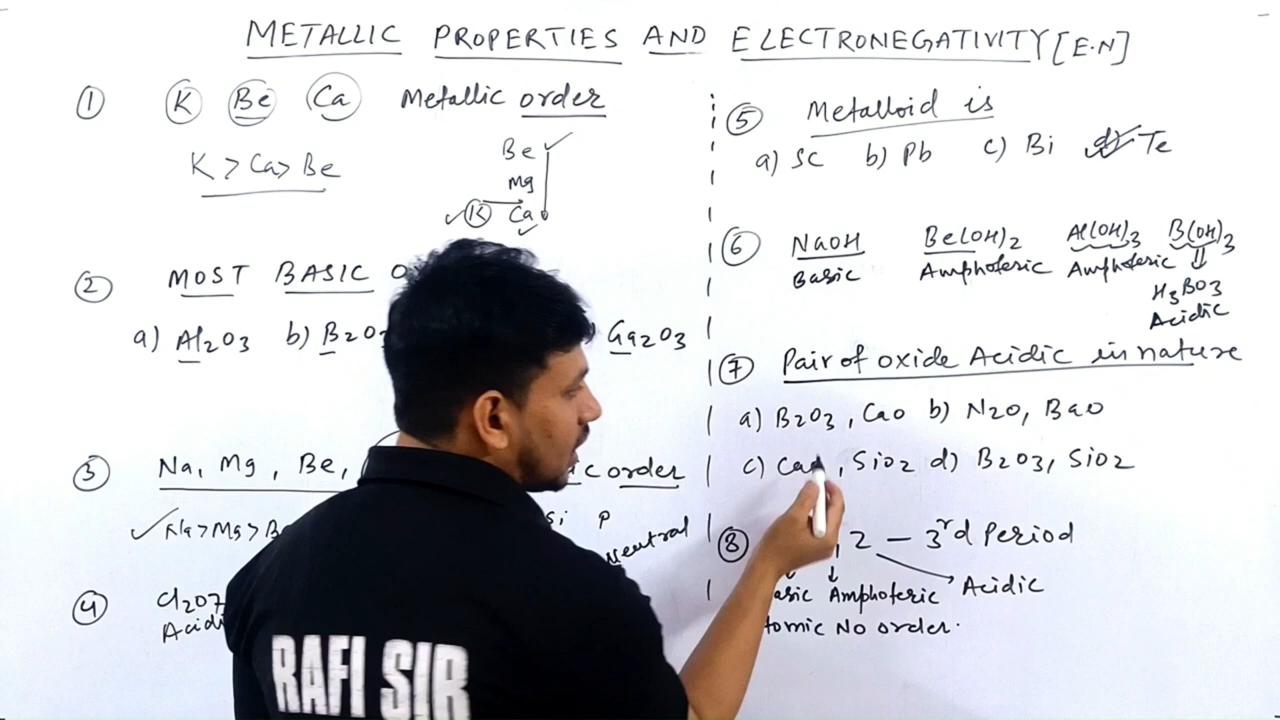 METALLIC PROPERTIES AND ELECTRONEGATIVITY [E.N]
① K Be Ca Metallic order
K > Ca > Be
Be
Mg
K Ca
② MOST BASIC
a) Al2O3 b) B2O3 Ga2O3
③ Na, Mg, Be, order
Na > Mg > Be
Si P
neutral
④ Cl2O7
Acidic
⑤ Metalloid is
a) SC b) Pb c) Bi d) Te
⑥ NaOH Be(OH)2 Al(OH)3 B(OH)3
Basic Amphoteric Amphoteric ⇓
H3BO3
Acidic
⑦ Pair of oxide Acidic in nature
a) B2O3, CaO b) N2O, BaO
c) CaO, SiO2 d) B2O3, SiO2
⑧ , Z – 3rd Period
Basic Amphoteric Acidic
Atomic No order.
RAFI SIR